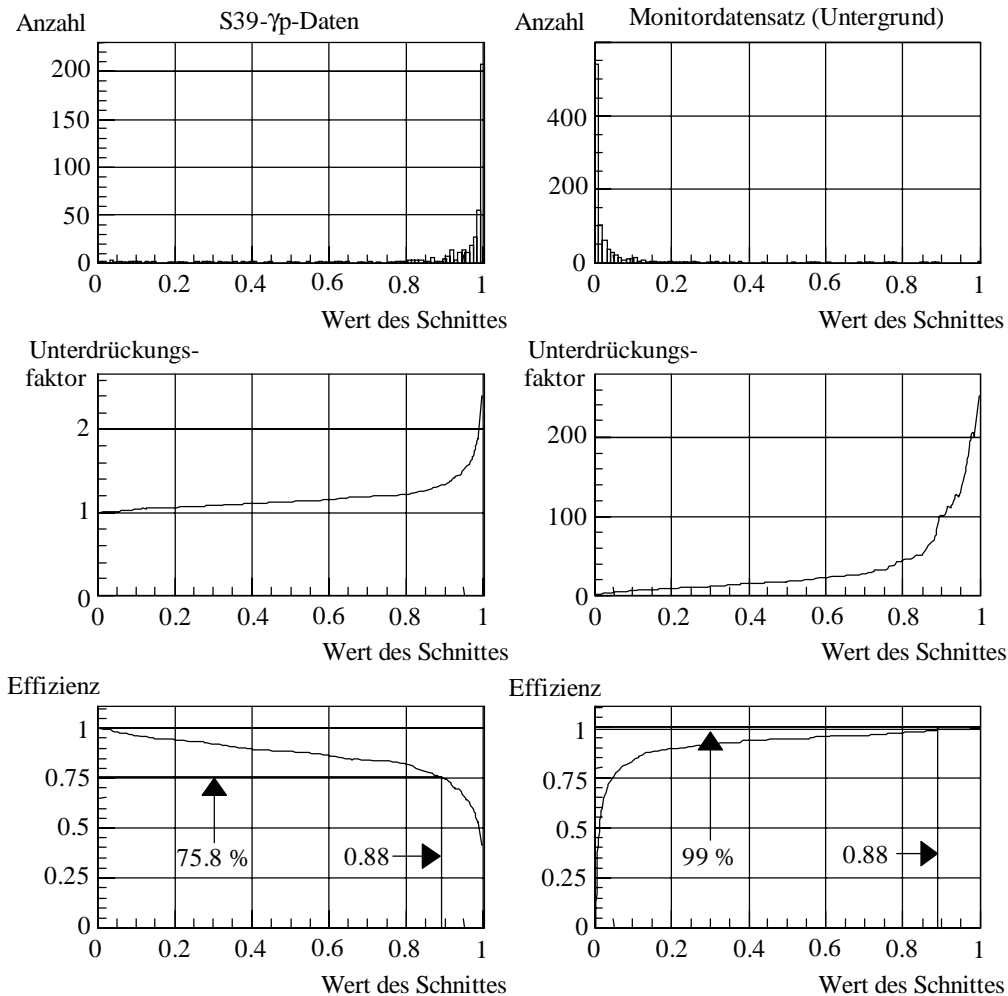 Anzahl
S39-γp-Daten
200
150
100
50
0
0 0.2 0.4 0.6 0.8 1
Wert des Schnittes
Anzahl
Monitordatensatz (Untergrund)
400
200
0
0 0.2 0.4 0.6 0.8 1
Wert des Schnittes
Unterdrückungs-
faktor
2
1
0
0 0.2 0.4 0.6 0.8 1
Wert des Schnittes
Unterdrückungs-
faktor
200
100
0
0 0.2 0.4 0.6 0.8 1
Wert des Schnittes
Effizienz
1
0.75
0.5
0.25
0
75.8 %
0.88
0 0.2 0.4 0.6 0.8 1
Wert des Schnittes
Effizienz
1
0.75
0.5
0.25
0
99 %
0.88
0 0.2 0.4 0.6 0.8 1
Wert des Schnittes